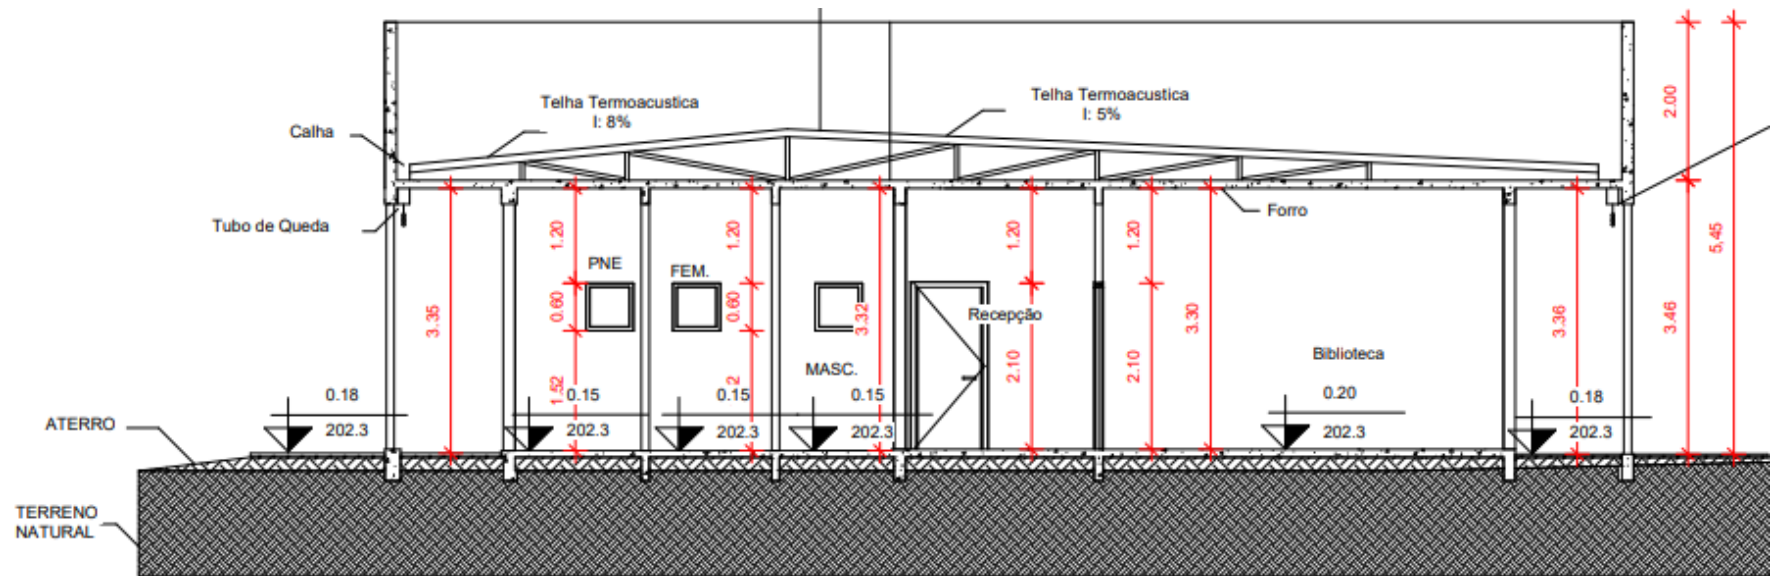 Telha Termoacustica
I: 8%
Telha Termoacustica
I: 5%
2.00
Calha
Tubo de Queda
Forro
5,45
1.20
1.20
1.20
1.20
PNE
FEM.
0.60
0.60
3.35
3.32
Recepção
3.30
3.36
3.46
2.10
2.10
1.52
MASC.
Biblioteca
0.18
0.15
0.15
0.15
0.20
0.18
ATERRO
202.3
202.3
202.3
202.3
202.3
202.3
TERRENO
NATURAL